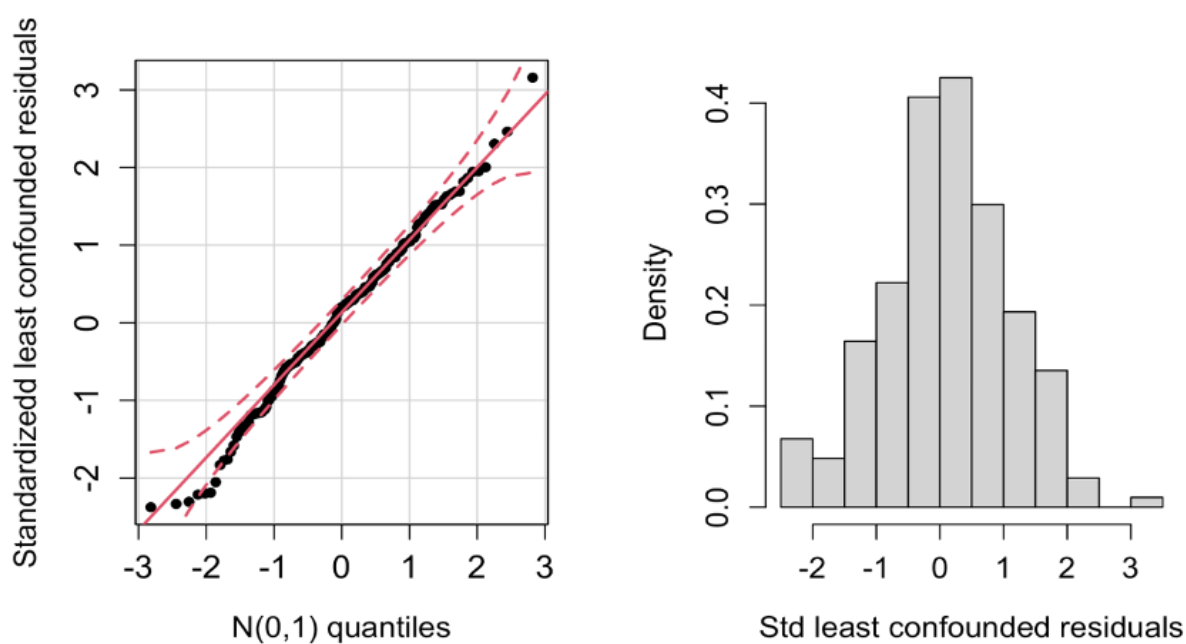 Standardizedd least confounded residuals
3
2
1
0
-1
-2
-3 -2 -1 0 1 2 3
N(0,1) quantiles
Density
0.4
0.3
0.2
0.1
0.0
-2 -1 0 1 2 3
Std least confounded residuals